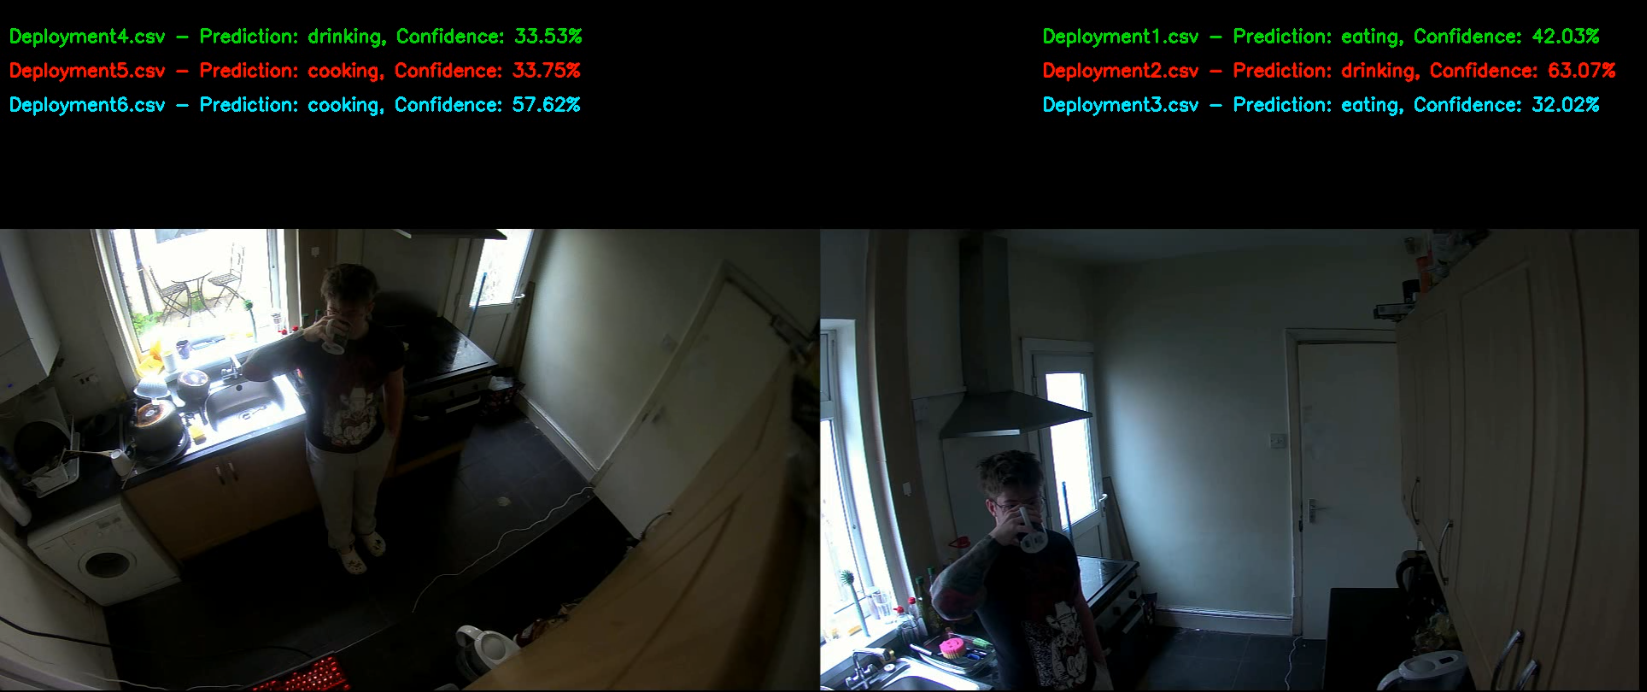 Deployment4.csv - Prediction: drinking, Confidence: 33.53%
Deployment5.csv - Prediction: cooking, Confidence: 33.75%
Deployment6.csv - Prediction: cooking, Confidence: 57.62%
Deployment1.csv - Prediction: eating, Confidence: 42.03%
Deployment2.csv - Prediction: drinking, Confidence: 63.07%
Deployment3.csv - Prediction: eating, Confidence: 32.02%